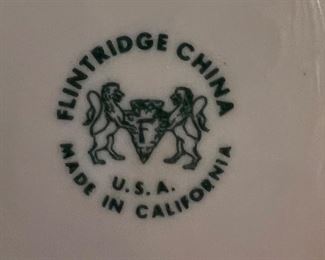 FLINTRIDGE CHINA
F
U.S.A.
MADE IN CALIFORNIA